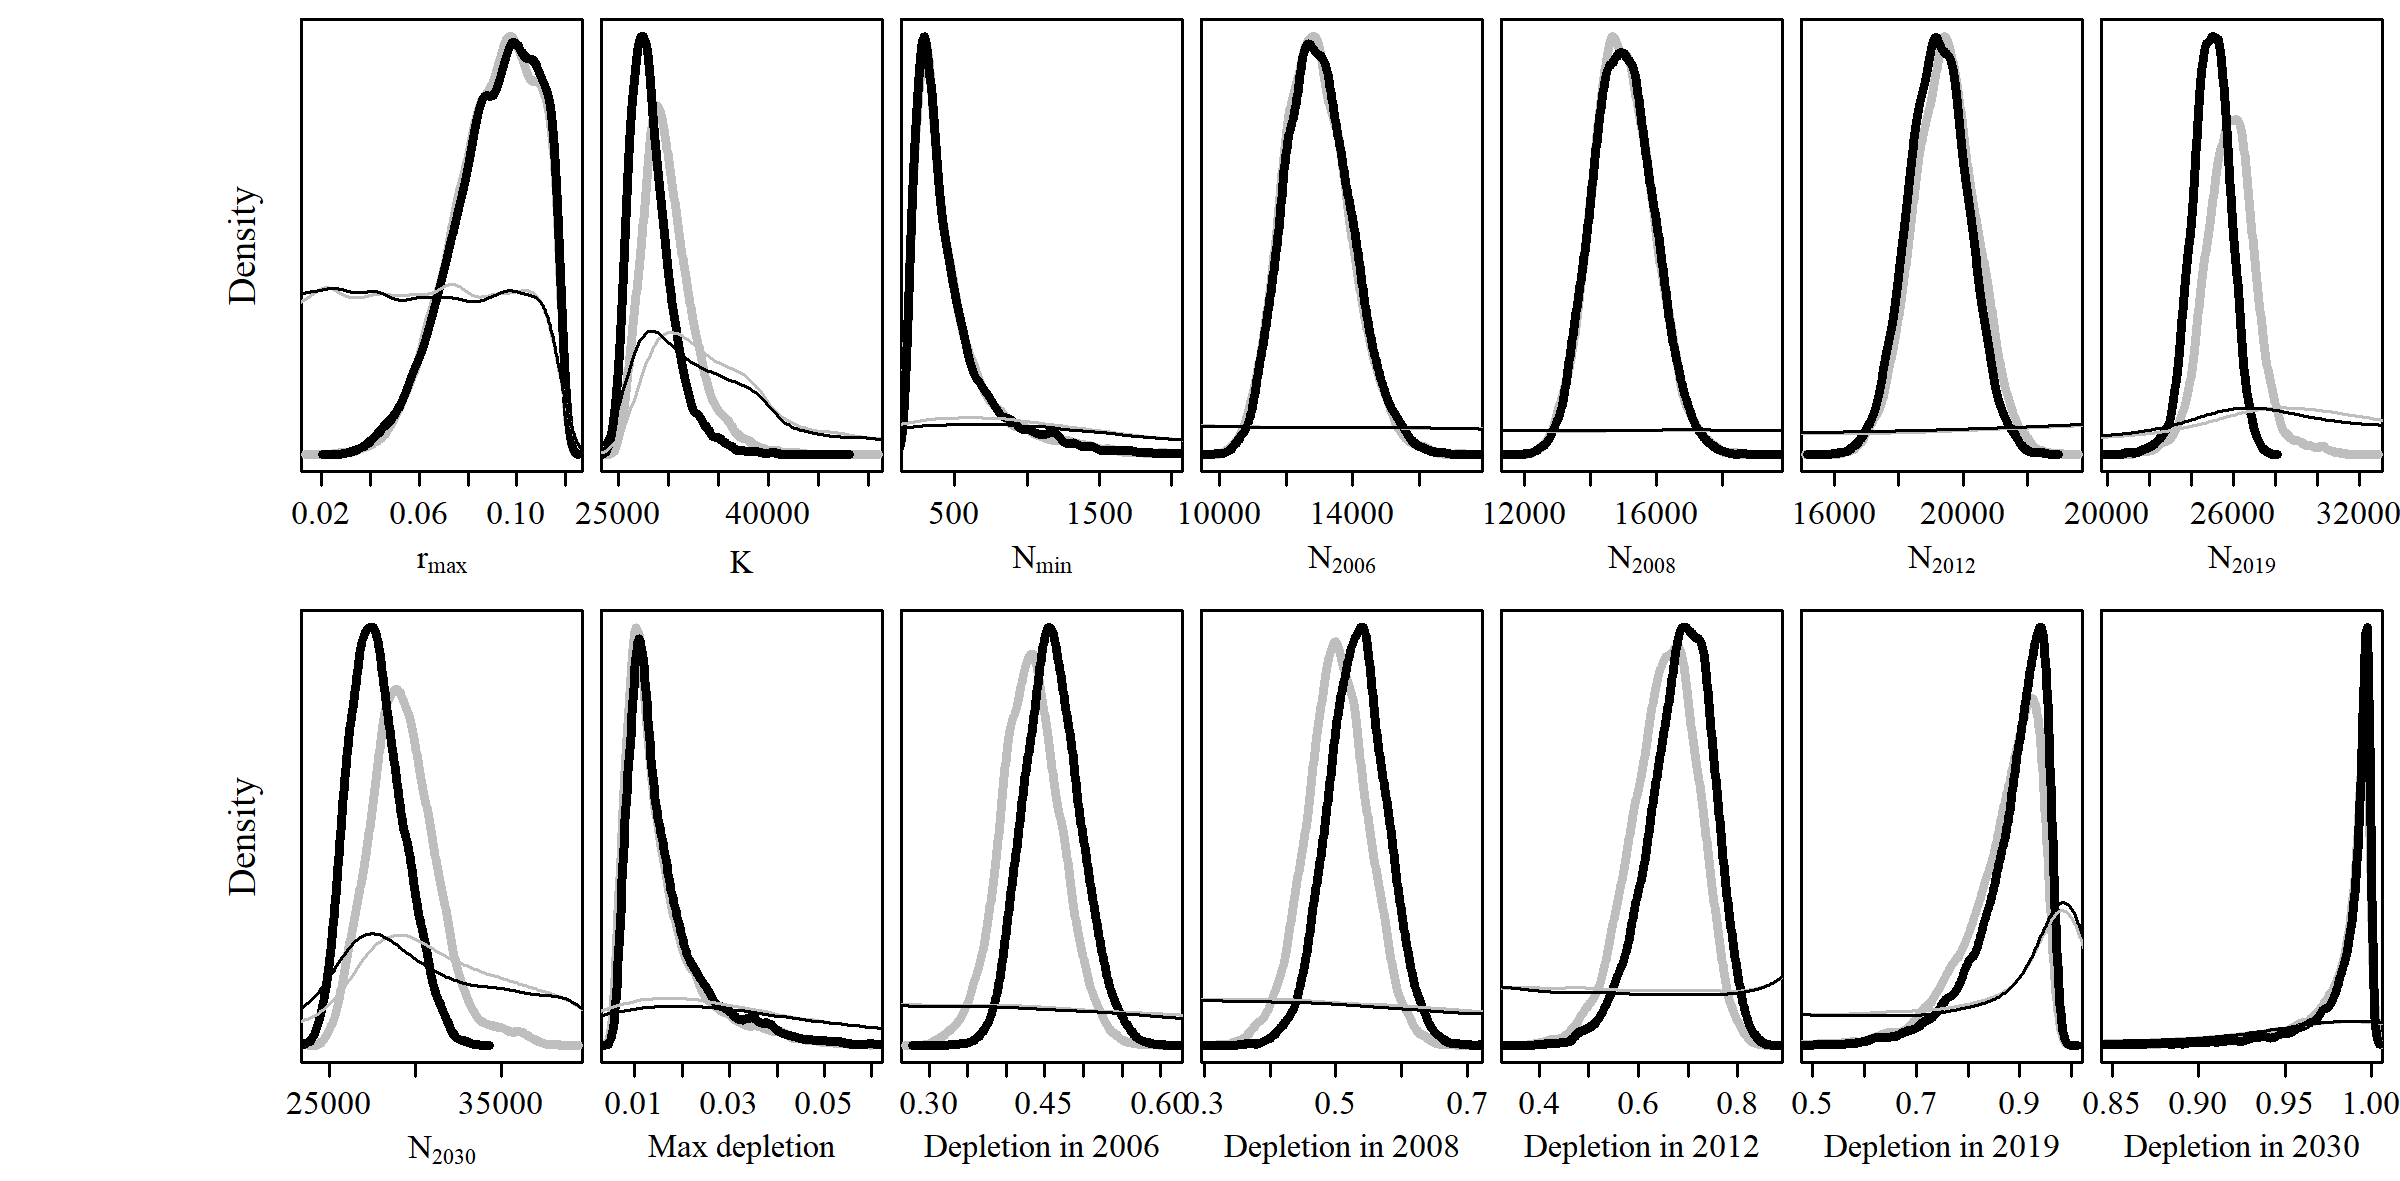 Density
0.02 0.06 0.10 25000 40000 500 1500 10000 14000 12000 16000 16000 20000 20000 26000 32000
rmax K Nmin N2006 N2008 N2012 N2019
Density
25000 35000 0.01 0.03 0.05 0.30 0.45 0.60 0.3 0.5 0.7 0.4 0.6 0.8 0.5 0.7 0.9 0.85 0.90 0.95 1.00
N2030 Max depletion Depletion in 2006 Depletion in 2008 Depletion in 2012 Depletion in 2019 Depletion in 2030